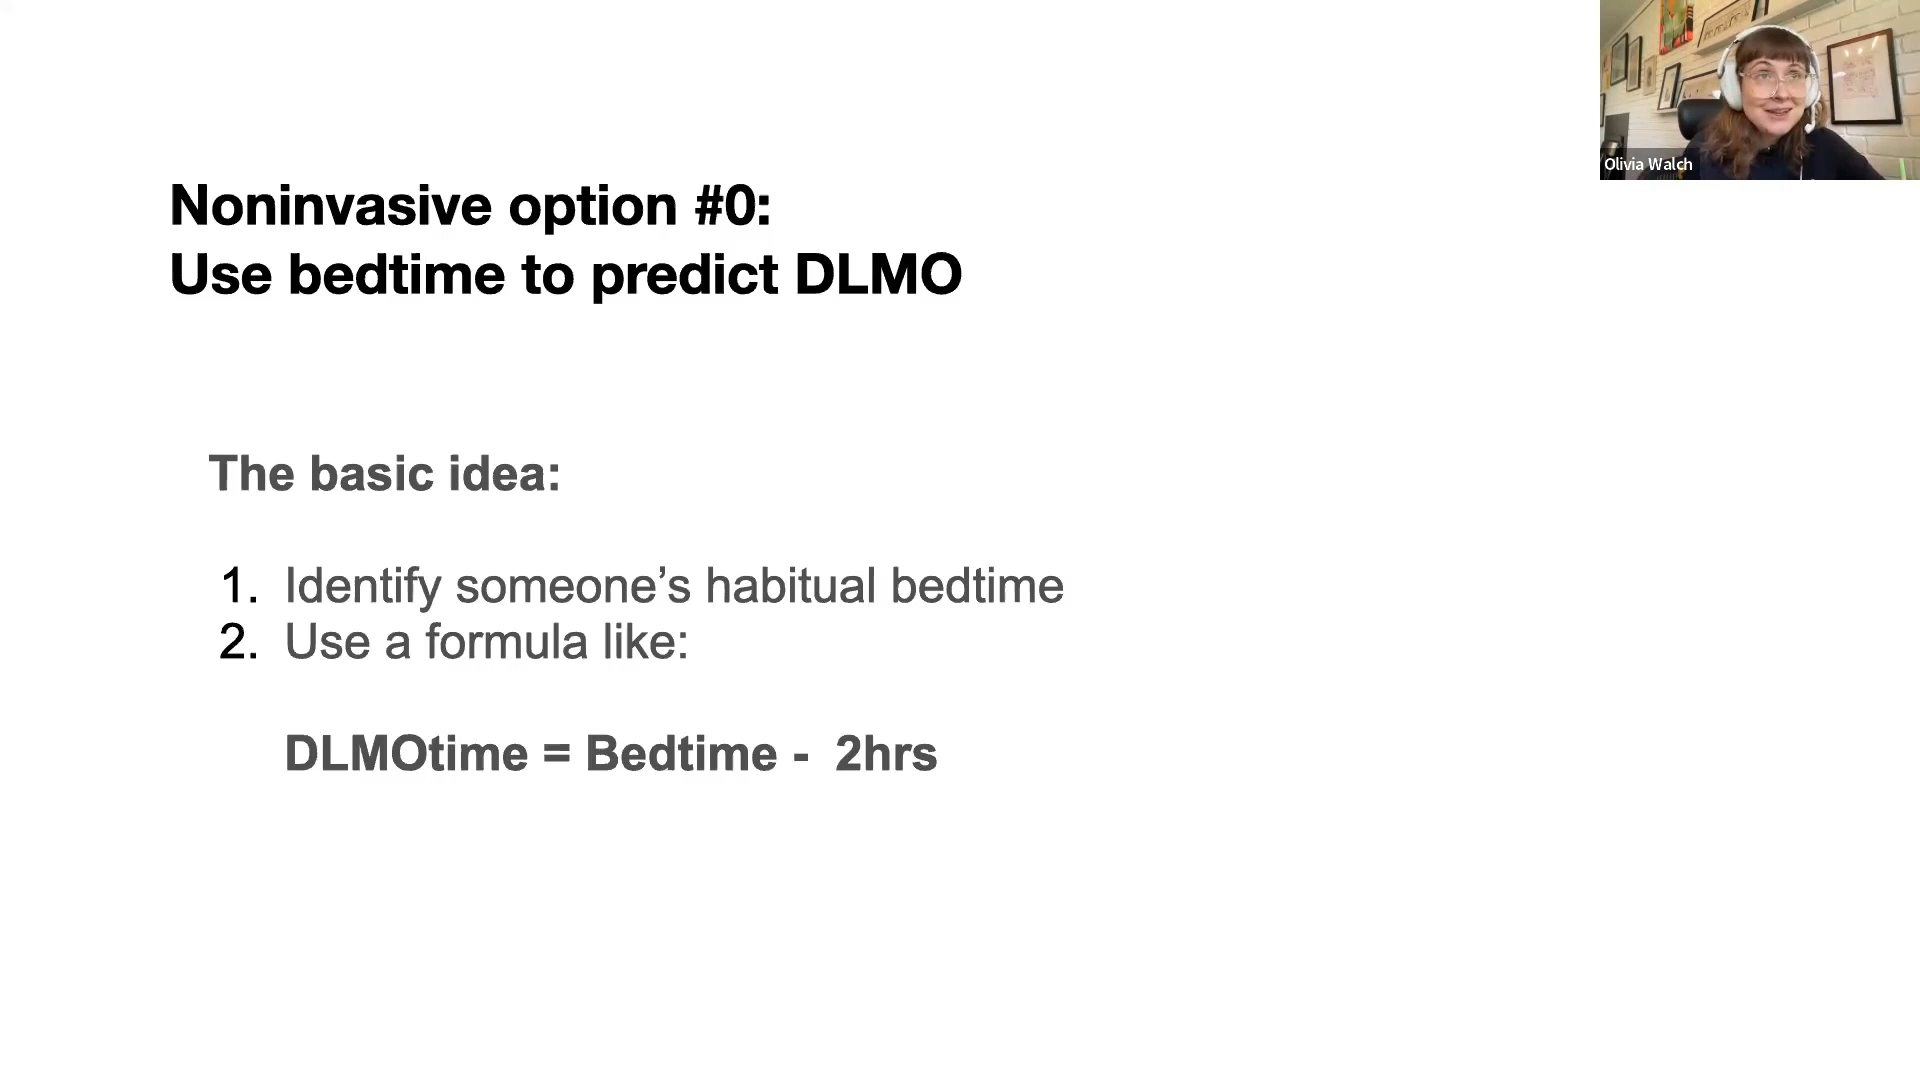 Olivia Walch
Noninvasive option #0:
Use bedtime to predict DLMO
The basic idea:
1. Identify someone’s habitual bedtime
2. Use a formula like:
DLMOtime = Bedtime - 2hrs